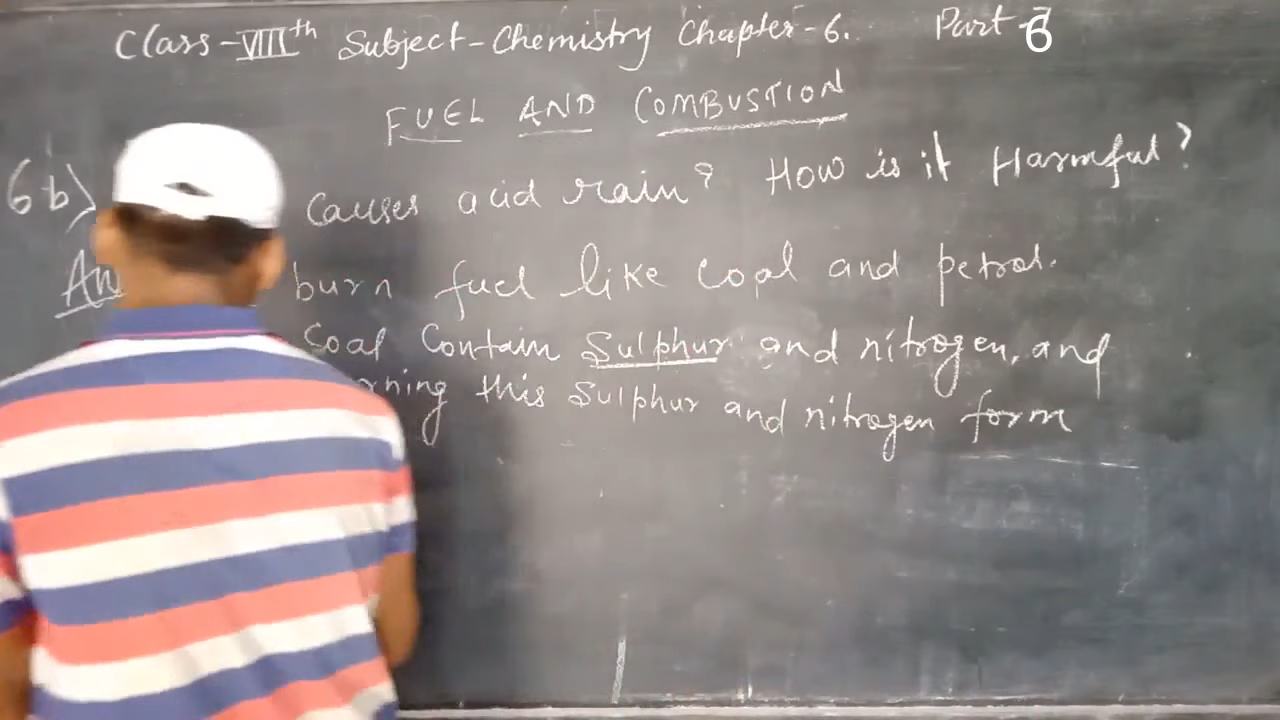 Class-VIIIth Subject-Chemistry Chapter-6. Part-6
FUEL AND COMBUSTION
6b) causes acid rain? How is it Harmful?
An burn fuel like coal and petrol.
Coal Contain Sulphur and nitrogen, and
rning this Sulphur and nitrogen form